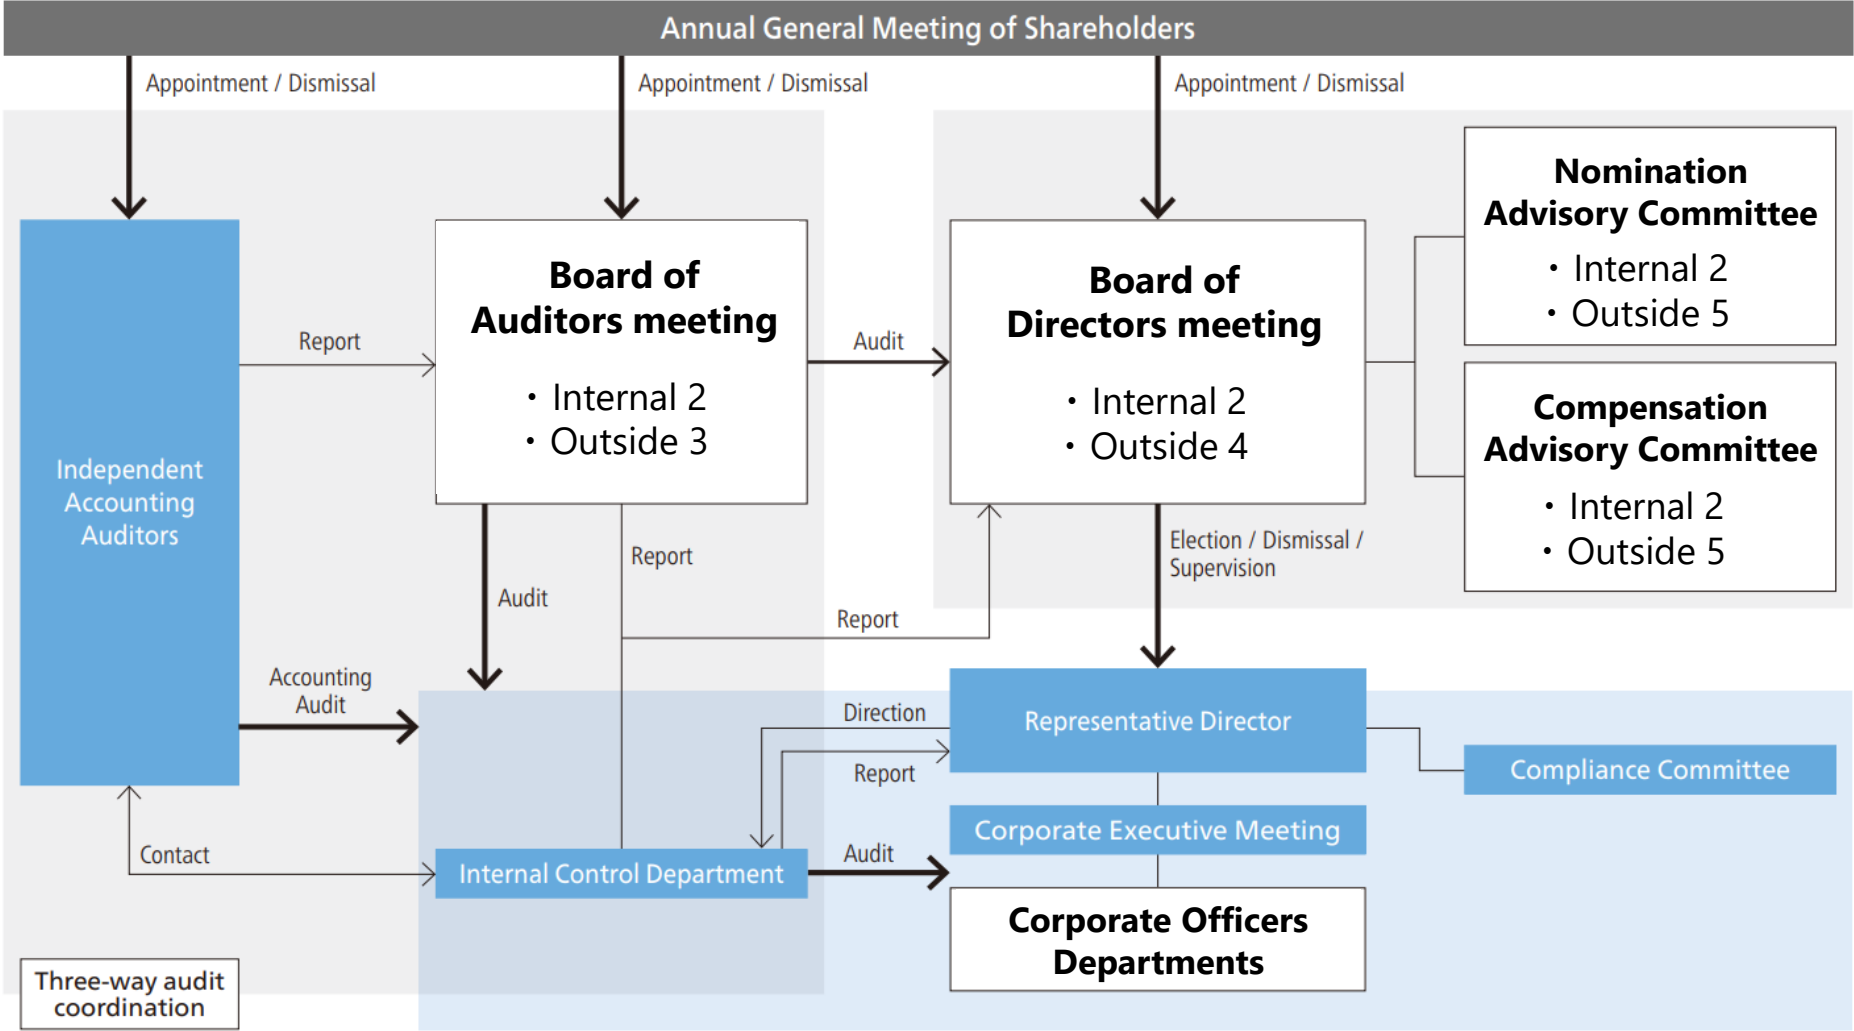 Annual General Meeting of Shareholders
Appointment / Dismissal
Appointment / Dismissal
Appointment / Dismissal
Independent
Accounting
Auditors
Report
Board of
Auditors meeting
・Internal 2
・Outside 3
Audit
Board of
Directors meeting
・Internal 2
・Outside 4
Nomination
Advisory Committee
・Internal 2
・Outside 5
Compensation
Advisory Committee
・Internal 2
・Outside 5
Audit
Report
Report
Election / Dismissal /
Supervision
Accounting
Audit
Direction
Report
Representative Director
Compliance Committee
Corporate Executive Meeting
Contact
Internal Control Department
Audit
Corporate Officers
Departments
Three-way audit
coordination